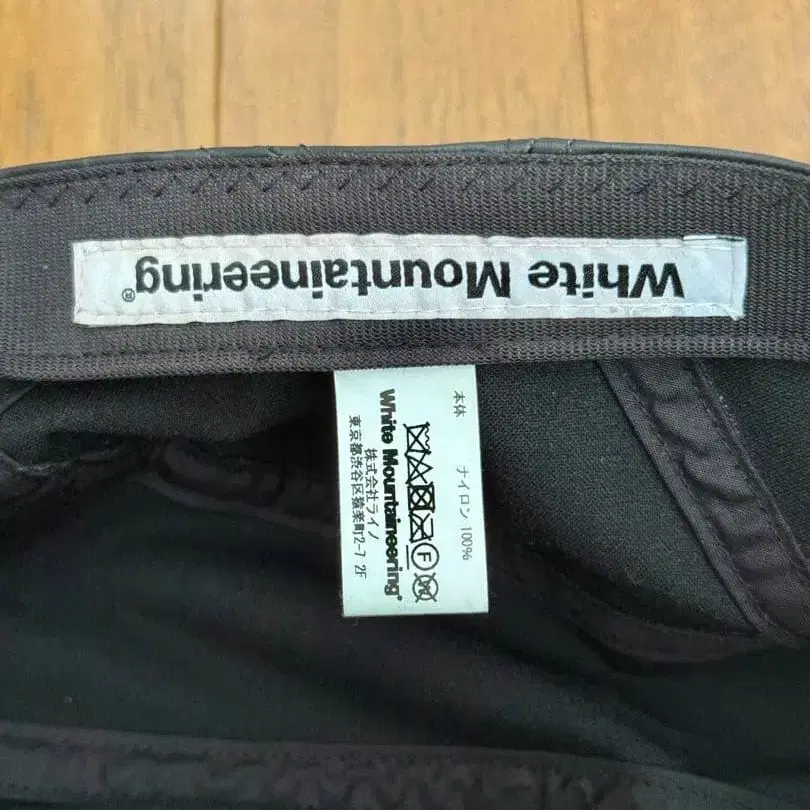 White Mountaineering®
本体 ナイロン 100%
White Mountaineering®
株式会社ライノ
東京都渋谷区猿楽町2-7 2F